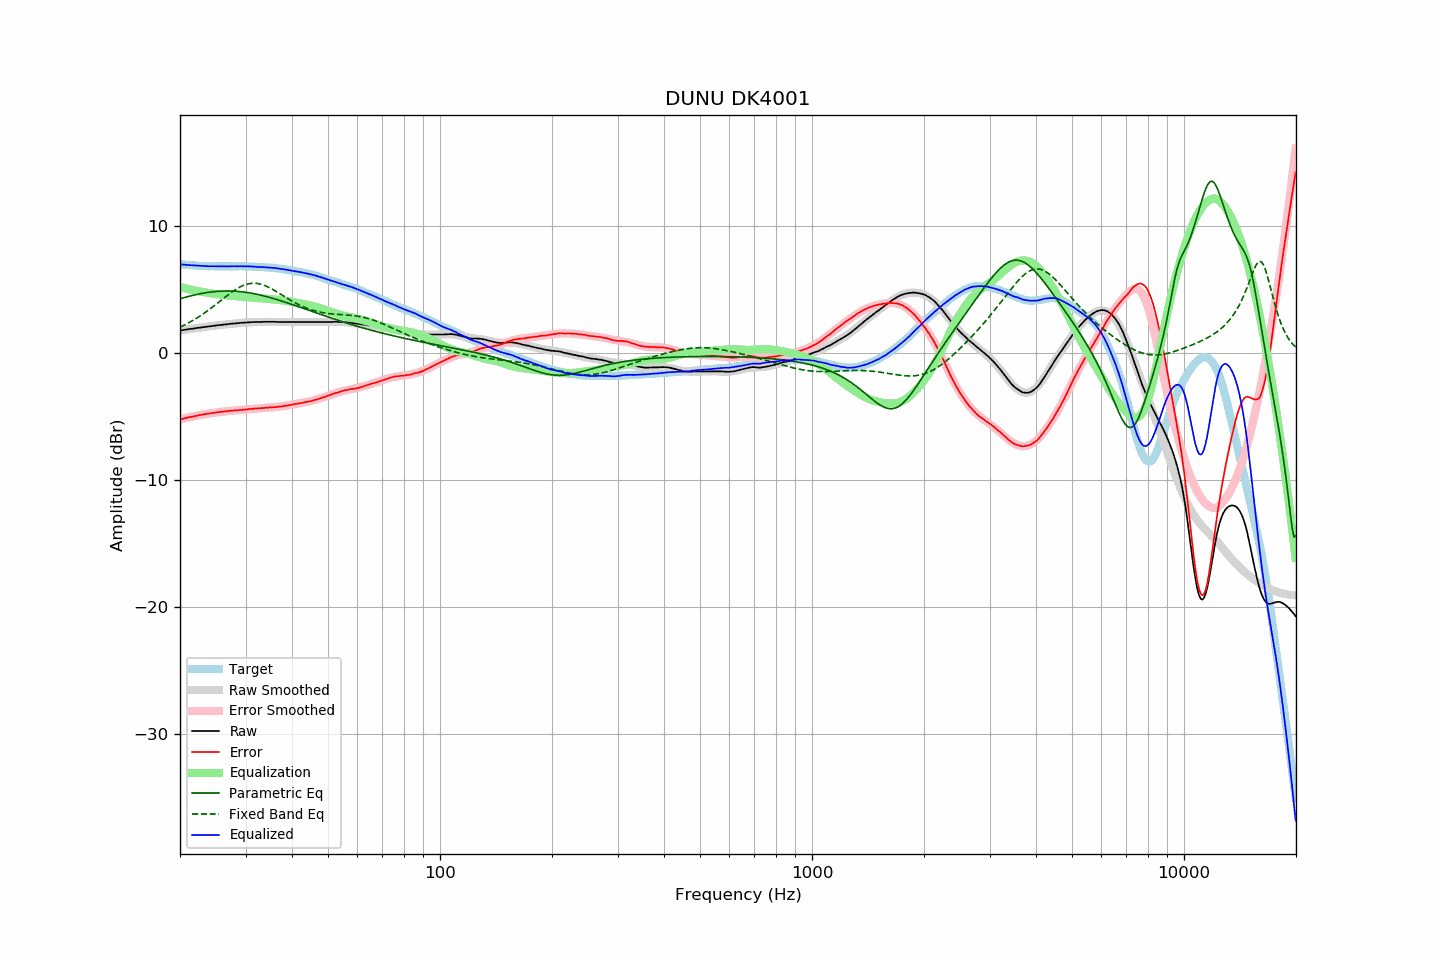 DUNU DK4001
10
0
−10
−20
−30
Amplitude (dBr)
Target
Raw Smoothed
Error Smoothed
Raw
Error
Equalization
Parametric Eq
Fixed Band Eq
Equalized
100
1000
10000
Frequency (Hz)